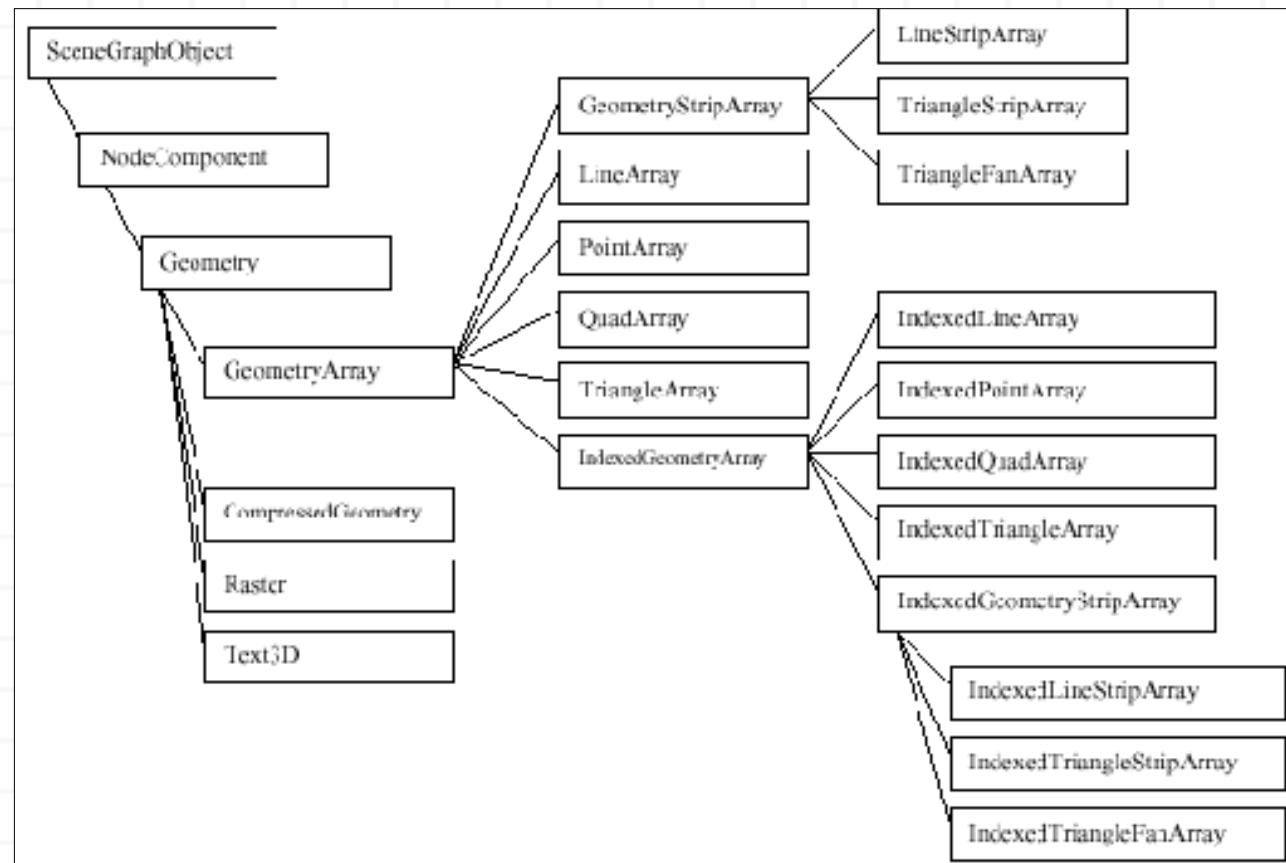 SceneGraphObject
NodeComponent
Geometry
GeometryArray
CompressedGeometry
Raster
Text3D
GeometryStripArray
LineArray
PointArray
QuadArray
TriangleArray
IndexedGeometryArray
LineStripArray
TriangleStripArray
TriangleFanArray
IndexedLineArray
IndexedPointArray
IndexedQuadArray
IndexedTriangleArray
IndexedGeometryStripArray
IndexedLineStripArray
IndexedTriangleStripArray
IndexedTriangleFanArray